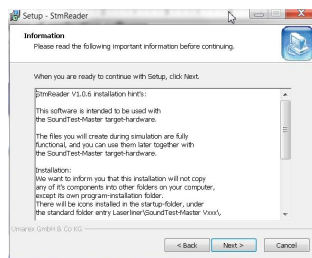 Setup - StmReader
Information
Please read the following important information before continuing.
When you are ready to continue with Setup, click Next.
StmReader V1.0.6 installation hint's:
This software is intended to be used with
the SoundTest-Master target-hardware.
The files you will create during simulation are fully
functional, and you can use them later together with
the SoundTest-Master target-hardware.
Installation:
We want to inform you that this installation will not copy
any of it's components into other folders on your computer,
except its own program-installation folder.
There will be icons installed in the startup-folder, under
the standard folder entry Laserliner\SoundTest-Master Vxxx\,
Umarex GmbH & Co KG
< Back
Next >
Cancel